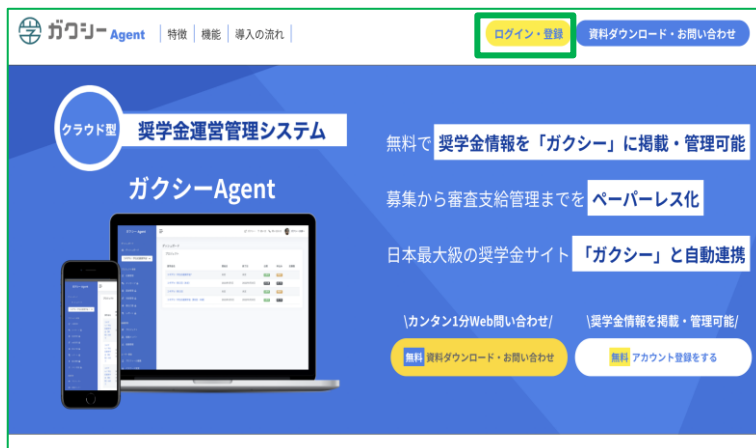 ガクシー Agent
特徴
機能
導入の流れ
ログイン・登録
資料ダウンロード・お問い合わせ
クラウド型
奨学金運営管理システム
ガクシーAgent
無料で 奨学金情報を「ガクシー」に掲載・管理可能
募集から審査支給管理までを ペーパーレス化
日本最大級の奨学金サイト 「ガクシー」と自動連携
\カンタン1分Web問い合わせ/
\奨学金情報を掲載・管理可能/
無料 資料ダウンロード・お問い合わせ
無料 アカウント登録をする